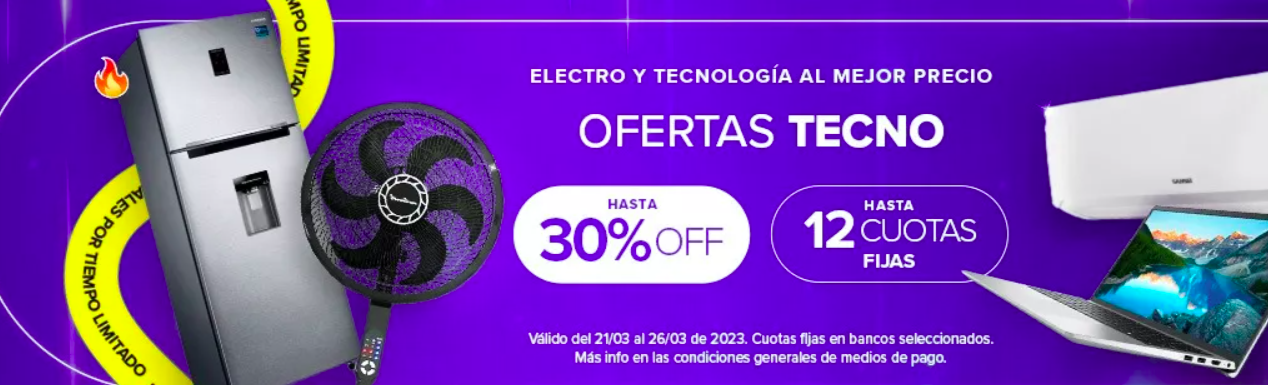 MPO LIMITAD
ALES POR TIEMPO LIMITADO
ELECTRO Y TECNOLOGÍA AL MEJOR PRECIO
OFERTAS TECNO
HASTA
30% OFF
HASTA
12 CUOTAS
FIJAS
Válido del 21/03 al 26/03 de 2023. Cuotas fijas en bancos seleccionados.
Más info en las condiciones generales de medios de pago.